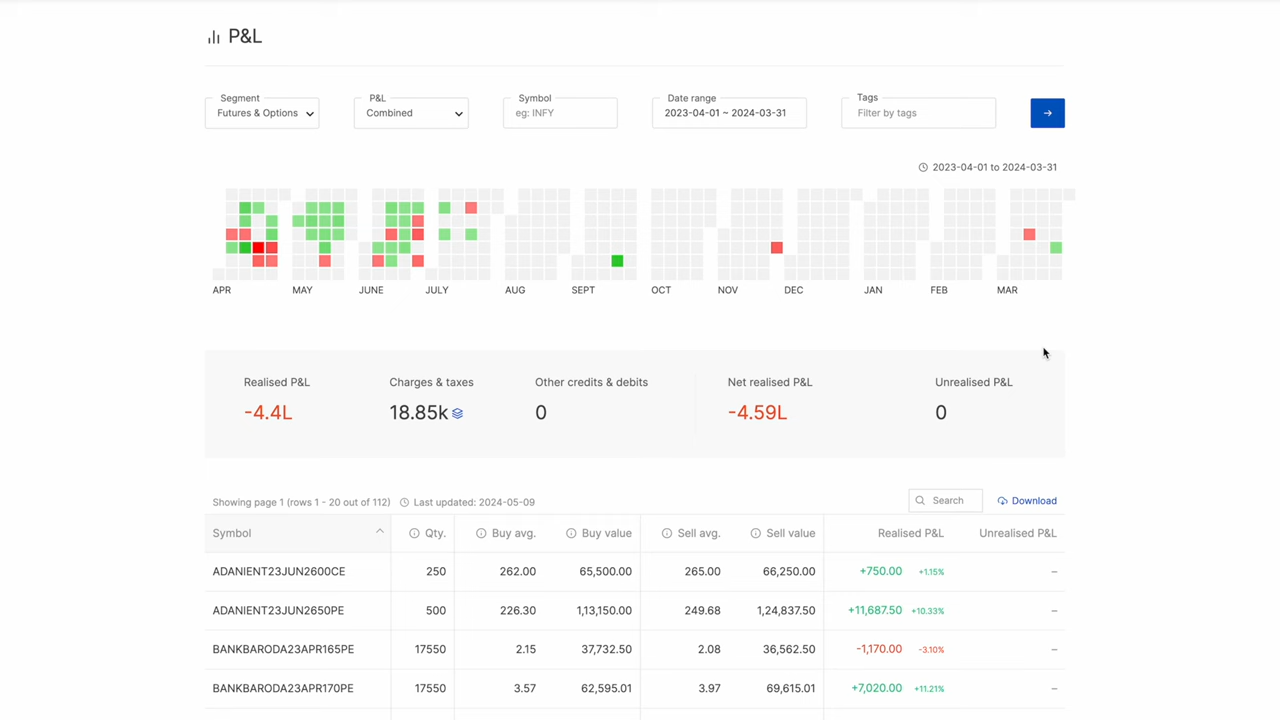 P&L
Segment P&L Symbol Date range Tags
Futures & Options Combined eg: INFY 2023-04-01 ~ 2024-03-31 Filter by tags
2023-04-01 to 2024-03-31
APR MAY JUNE JULY AUG SEPT OCT NOV DEC JAN FEB MAR
Realised P&L Charges & taxes Other credits & debits Net realised P&L Unrealised P&L
-4.4L 18.85k 0 -4.59L 0
Showing page 1 (rows 1 - 20 out of 112) Last updated: 2024-05-09 Search Download
Symbol Qty. Buy avg. Buy value Sell avg. Sell value Realised P&L Unrealised P&L
ADANIENT23JUN2600CE 250 262.00 65,500.00 265.00 66,250.00 +750.00 +1.15% –
ADANIENT23JUN2650PE 500 226.30 1,13,150.00 249.68 1,24,837.50 +11,687.50 +10.33% –
BANKBARODA23APR165PE 17550 2.15 37,732.50 2.08 36,562.50 -1,170.00 -3.10% –
BANKBARODA23APR170PE 17550 3.57 62,595.01 3.97 69,615.01 +7,020.00 +11.21% –